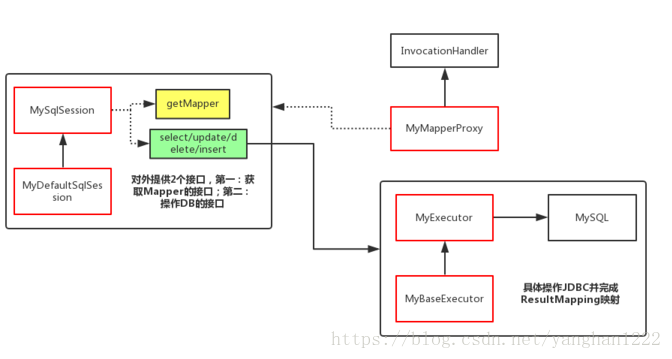 InvocationHandler
MySqlSession
getMapper
MyMapperProxy
select/update/d
elete/insert
MyDefaultSqlSes
sion
对外提供2个接口，第一：获
取Mapper的接口；第二：
操作DB的接口
MyExecutor
MySQL
MyBaseExecutor
具体操作JDBC并完成
ResultMapping映射
https://blog.csdn.net/yanghan1222